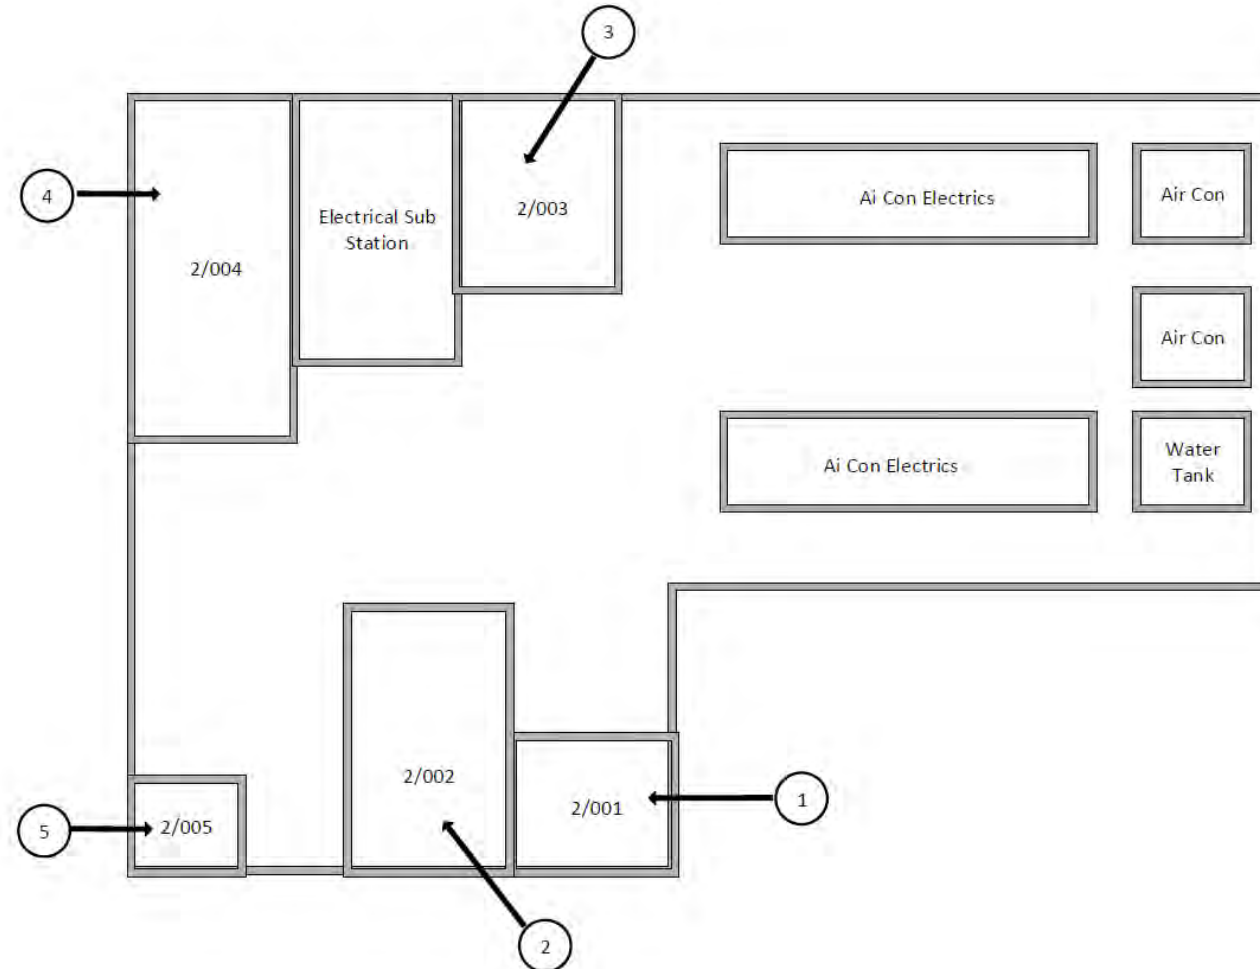 3
4
Electrical Sub
Station
2/003
2/004
Ai Con Electrics
Air Con
Air Con
Ai Con Electrics
Water
Tank
2/002
2/001
1
5
2/005
2